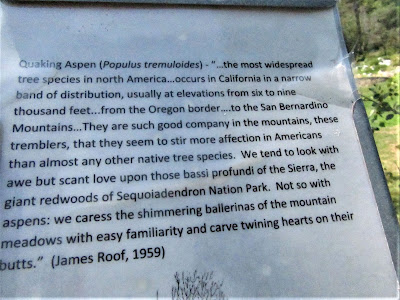 Quaking Aspen (Populus tremuloides) - "...the most widespread
tree species in north America...occurs in California in a narrow
band of distribution, usually at elevations from six to nine
thousand feet...from the Oregon border....to the San Bernardino
Mountains...They are such good company in the mountains, these
tremblers, that they seem to stir more affection in Americans
than almost any other native tree species. We tend to look with
awe but scant love upon those bassi profundi of the Sierra, the
giant redwoods of Sequoiadendron Nation Park. Not so with
aspens: we caress the shimmering ballerinas of the mountain
meadows with easy familiarity and carve twining hearts on their
butts." (James Roof, 1959)